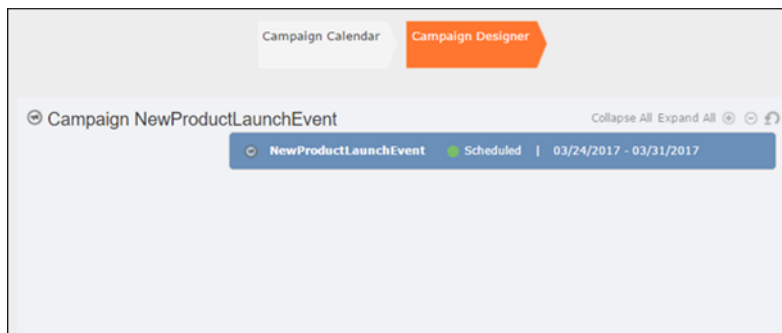 Campaign Calendar
Campaign Designer
Campaign NewProductLaunchEvent
Collapse All Expand All
NewProductLaunchEvent Scheduled | 03/24/2017 - 03/31/2017